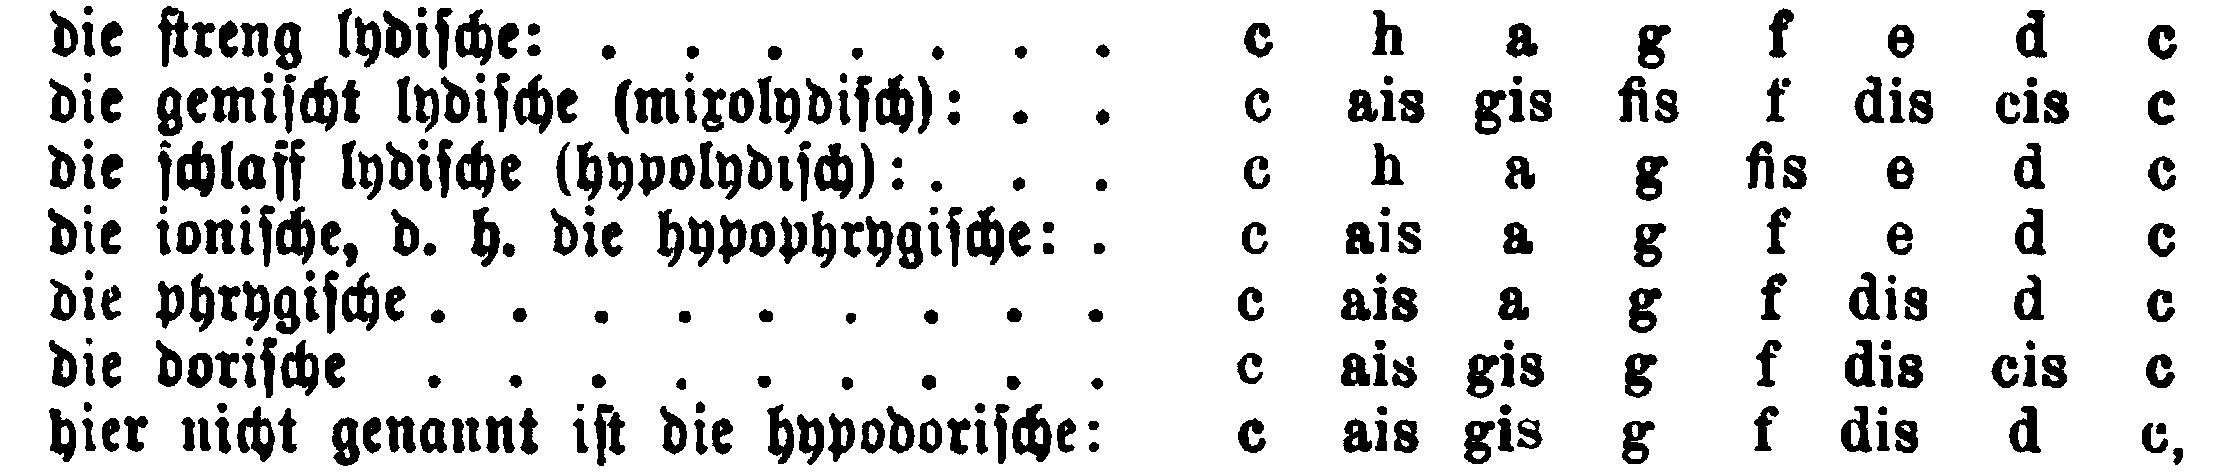 die ſtreng lydiſche: . . . . . . . c h a g f e d c
die gemiſcht lydiſche (mixolydiſch): . . c ais gis fis f dis cis c
die ſchlaff lydiſche (hypolydiſch): . . . c h a g fis e d c
die ioniſche, d. h. die hypophrygiſche: . c ais a g f e d c
die phrygiſche . . . . . . . . . c ais a g f dis d c
die doriſche . . . . . . . . . c ais gis g f dis cis c
hier nicht genannt iſt die hypodoriſche: c ais gis g f dis d c,